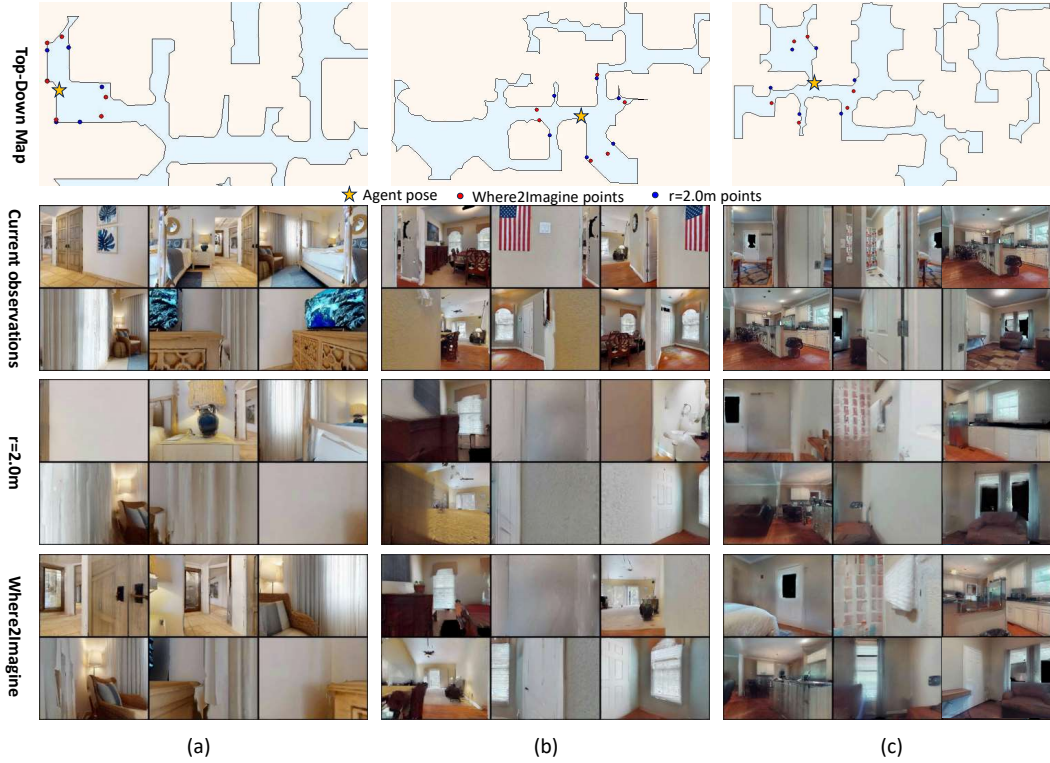 Top-Down Map
Agent pose
Where2Imagine points
r=2.0m points
Current observations
r=2.0m
Where2Imagine
(a)
(b)
(c)